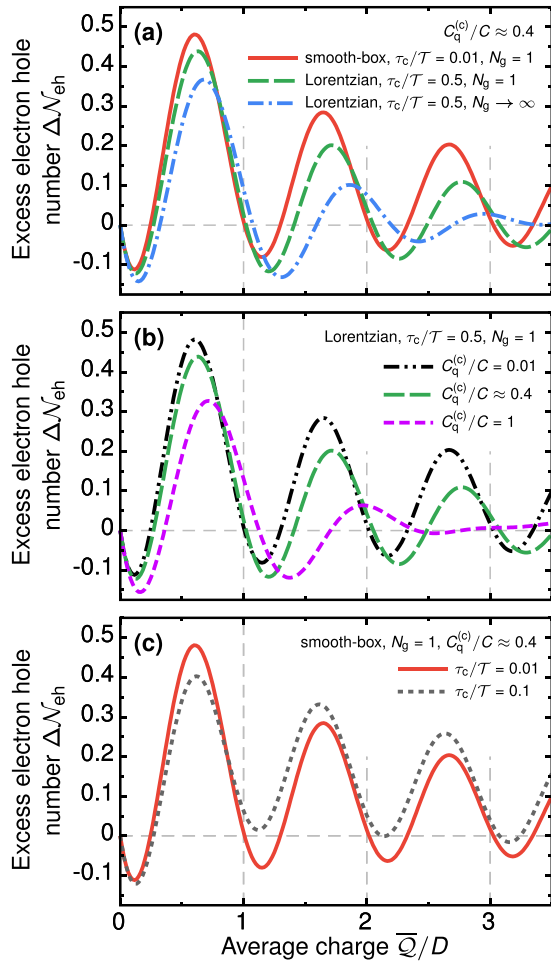 (a)
C_q^(c)/C ≈ 0.4
smooth-box, τ_c/𝒯 = 0.01, N_g = 1
Lorentzian, τ_c/𝒯 = 0.5, N_g = 1
Lorentzian, τ_c/𝒯 = 0.5, N_g → ∞
Excess electron hole
number Δ𝒩_eh
0.5
0.4
0.3
0.2
0.1
0
-0.1
(b)
Lorentzian, τ_c/𝒯 = 0.5, N_g = 1
C_q^(c)/C = 0.01
C_q^(c)/C ≈ 0.4
C_q^(c)/C = 1
Excess electron hole
number Δ𝒩_eh
0.5
0.4
0.3
0.2
0.1
0
-0.1
(c)
smooth-box, N_g = 1, C_q^(c)/C ≈ 0.4
τ_c/𝒯 = 0.01
τ_c/𝒯 = 0.1
Excess electron hole
number Δ𝒩_eh
0.5
0.4
0.3
0.2
0.1
0
-0.1
0 1 2 3
Average charge 𝒬̅/D